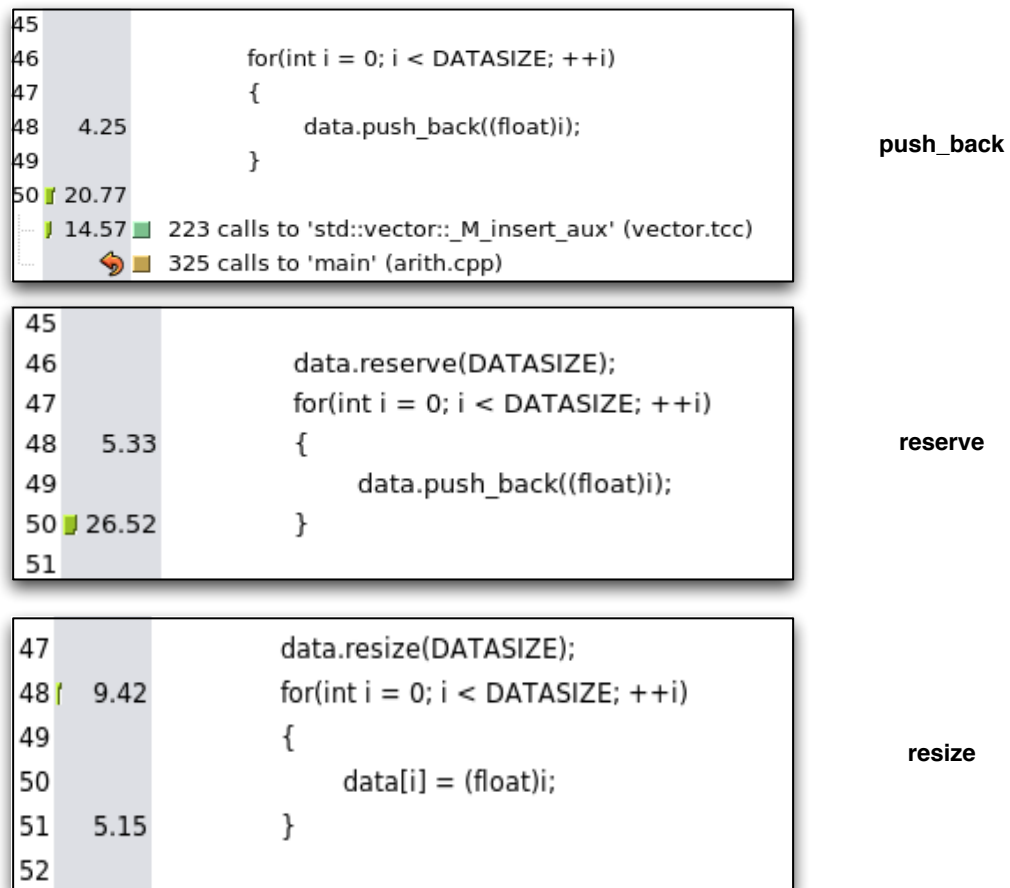 45
46 for(int i = 0; i < DATASIZE; ++i)
47 {
48 4.25 data.push_back((float)i);
49 }
50 20.77
14.57 223 calls to 'std::vector::_M_insert_aux' (vector.tcc)
325 calls to 'main' (arith.cpp)
push_back
45
46 data.reserve(DATASIZE);
47 for(int i = 0; i < DATASIZE; ++i)
48 5.33 {
49 data.push_back((float)i);
50 26.52 }
51
reserve
47 data.resize(DATASIZE);
48 9.42 for(int i = 0; i < DATASIZE; ++i)
49 {
50 data[i] = (float)i;
51 5.15 }
52
resize